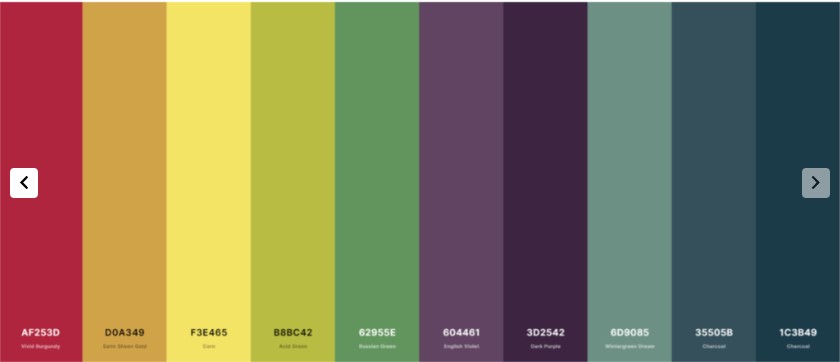 AF253D
Vivid Burgundy
D0A349
Satin Sheen Gold
F3E465
Corn
B8BC42
Acid Green
62955E
Russian Green
604461
English Violet
3D2542
Dark Purple
6D9085
Wintergreen Dream
35505B
Charcoal
1C3B49
Charcoal